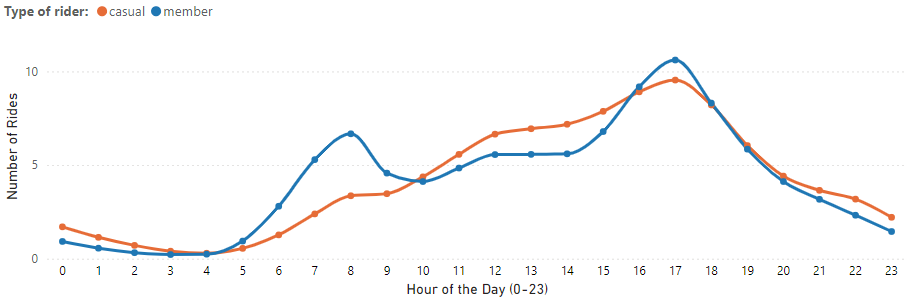 Type of rider: casual member
10
5
0
Number of Rides
0 1 2 3 4 5 6 7 8 9 10 11 12 13 14 15 16 17 18 19 20 21 22 23
Hour of the Day (0-23)